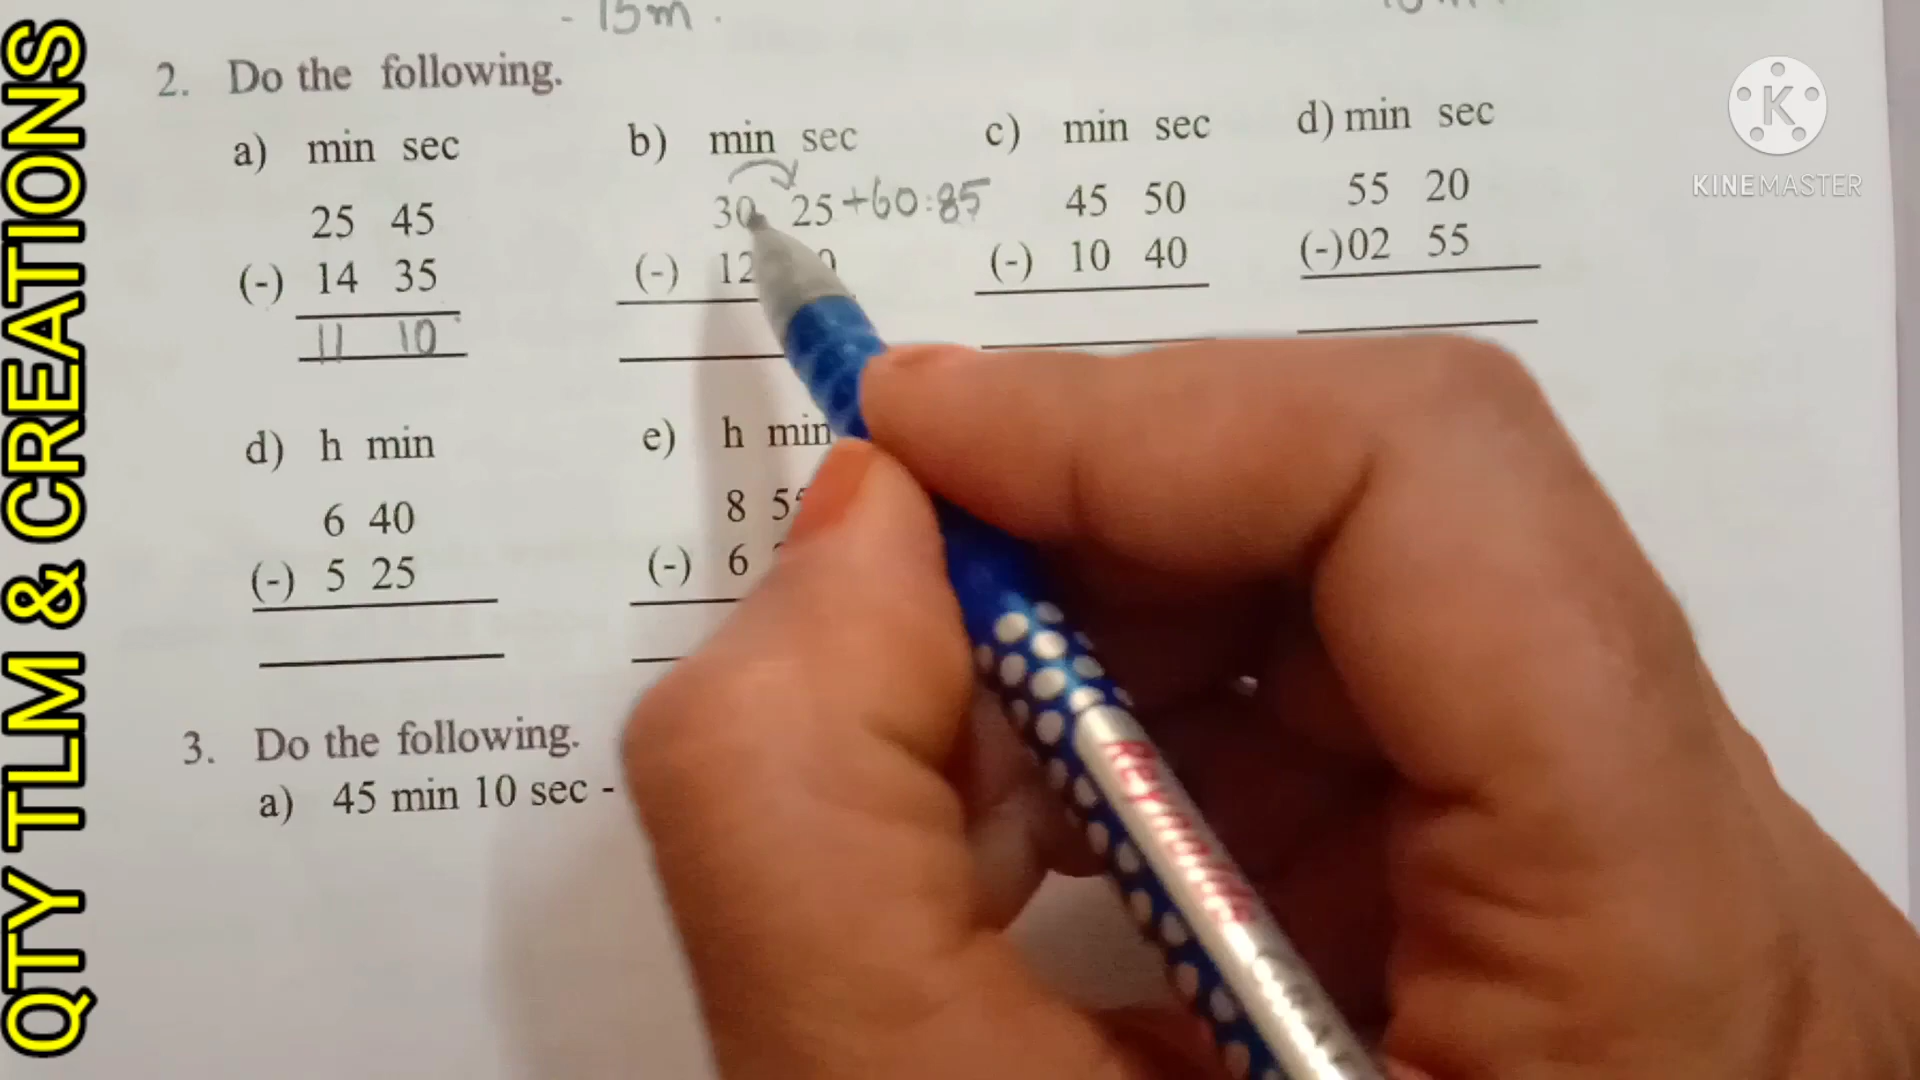 QTY TLM & CREATIONS
K
KINEMASTER
- 15m
2. Do the following.
a) min sec
25 45
(-) 14 35
11 10
b) min sec
30 25 +60:85
(-) 12
c) min sec
45 50
(-) 10 40
d) min sec
55 20
(-) 02 55
d) h min
6 40
(-) 5 25
e) h min
8
(-) 6
3. Do the following.
a) 45 min 10 sec -